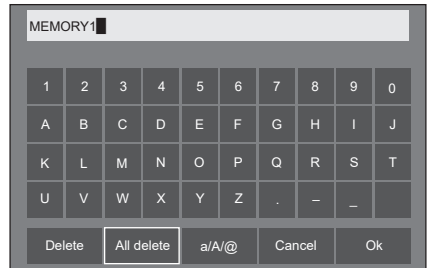 MEMORY1
1 2 3 4 5 6 7 8 9 0
A B C D E F G H I J
K L M N O P Q R S T
U V W X Y Z . – _
Delete All delete a/A/@ Cancel Ok